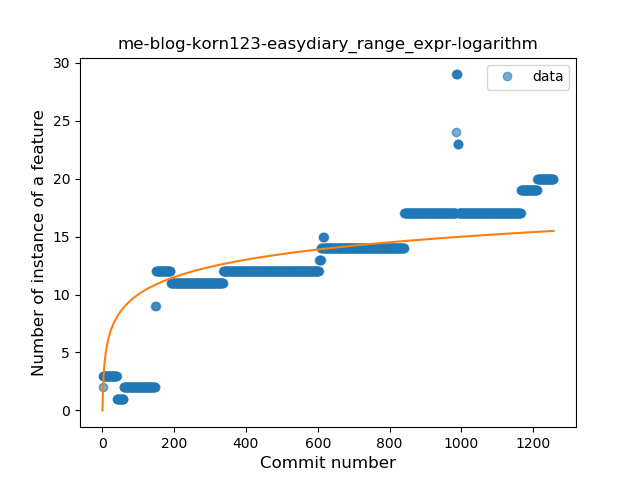 me-blog-korn123-easydiary_range_expr-logarithm
data
Number of instance of a feature
30
25
20
15
10
5
0
0 200 400 600 800 1000 1200
Commit number